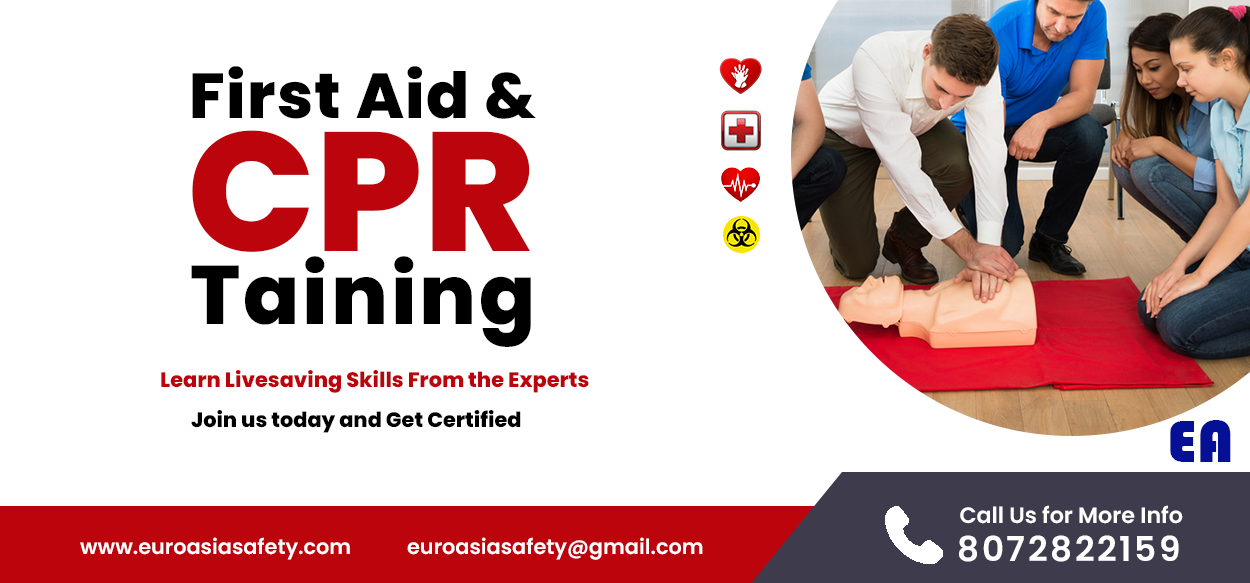 First Aid &
CPR
Taining
Learn Livesaving Skills From the Experts
Join us today and Get Certified
EA
www.euroasiasafety.com
euroasiasafety@gmail.com
Call Us for More Info
8072822159